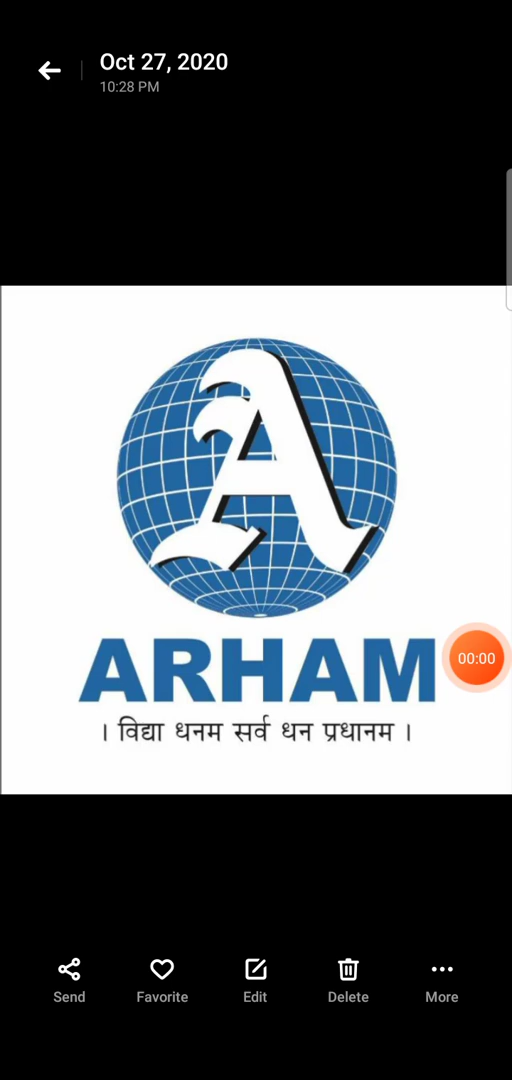 Oct 27, 2020
10:28 PM
A
ARHAM
00:00
। विद्या धनम सर्व धन प्रधानम ।
Send Favorite Edit Delete More